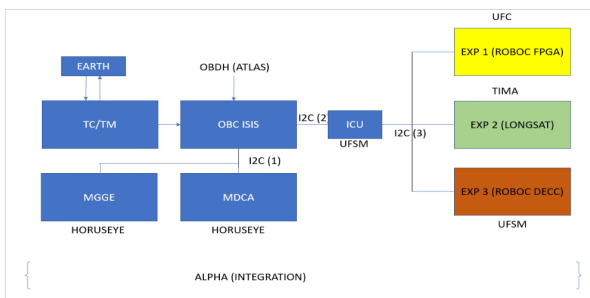 UFC
EARTH
OBDH (ATLAS)
EXP 1 (ROBOC FPGA)
TIMA
TC/TM
OBC ISIS
I2C (2)
ICU
I2C (3)
EXP 2 (LONGSAT)
UFSM
I2C (1)
MGGE
MDCA
EXP 3 (ROBOC DECC)
HORUSEYE
HORUSEYE
UFSM
ALPHA (INTEGRATION)